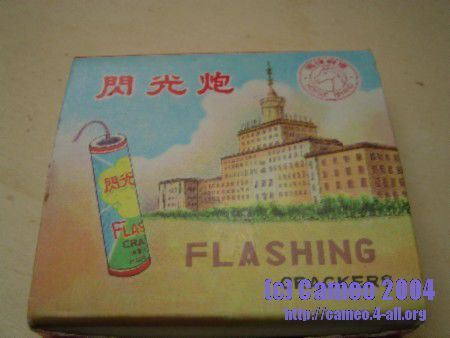 閃光炮
閃光
FLAS
CRA
FLASHING
CRACKERS
(c) Cameo 2004
http://cameo.4-all.org